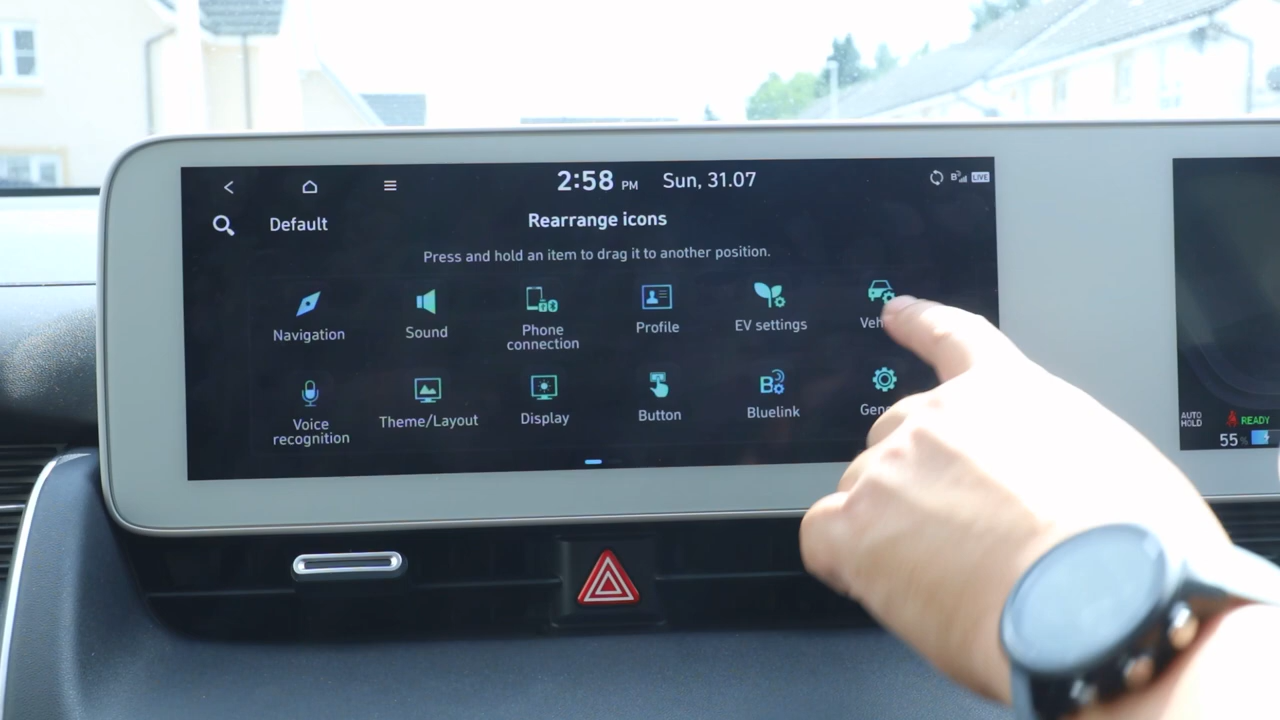 2:58 PM Sun, 31.07
LIVE
Default
Rearrange icons
Press and hold an item to drag it to another position.
Navigation
Sound
Phone
connection
Profile
EV settings
Voice
recognition
Theme/Layout
Display
Button
Bluelink
AUTO
HOLD
READY
55%